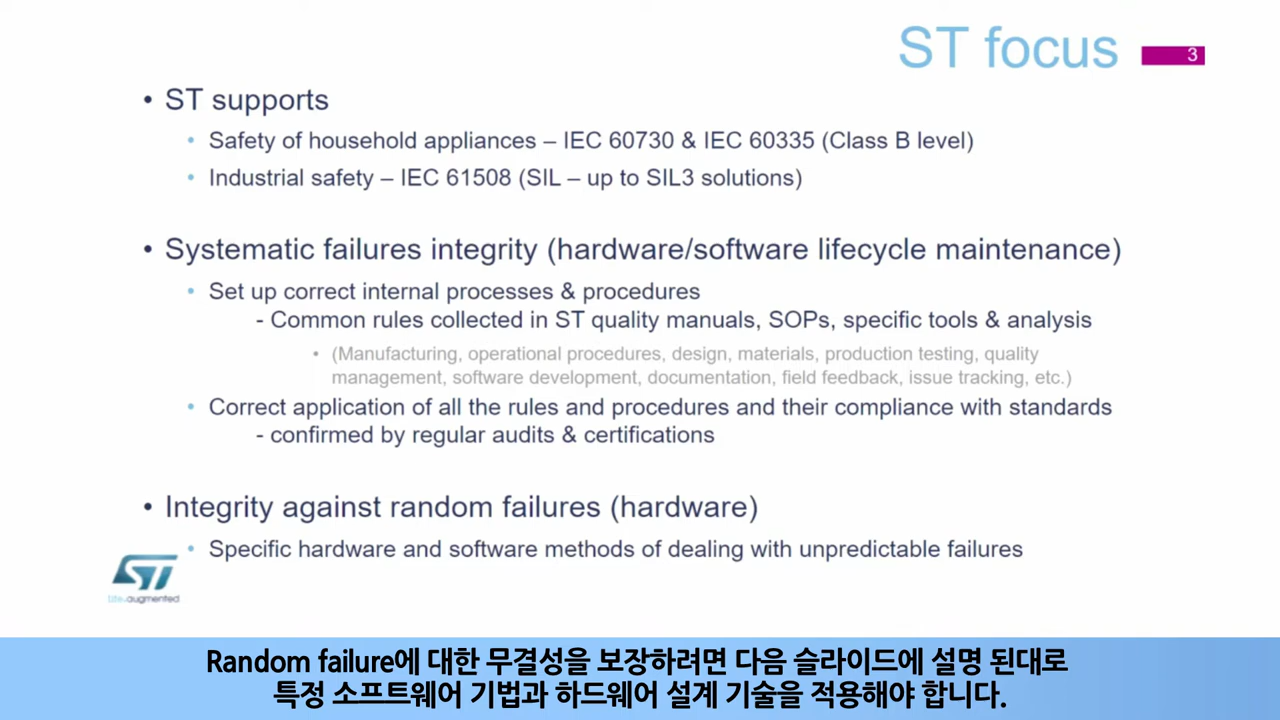 ST focus
3
• ST supports
• Safety of household appliances – IEC 60730 & IEC 60335 (Class B level)
• Industrial safety – IEC 61508 (SIL – up to SIL3 solutions)
• Systematic failures integrity (hardware/software lifecycle maintenance)
• Set up correct internal processes & procedures
- Common rules collected in ST quality manuals, SOPs, specific tools & analysis
• (Manufacturing, operational procedures, design, materials, production testing, quality
management, software development, documentation, field feedback, issue tracking, etc.)
• Correct application of all the rules and procedures and their compliance with standards
- confirmed by regular audits & certifications
• Integrity against random failures (hardware)
• Specific hardware and software methods of dealing with unpredictable failures
ST
life.augmented
Random failure에 대한 무결성을 보장하려면 다음 슬라이드에 설명 된대로
특정 소프트웨어 기법과 하드웨어 설계 기술을 적용해야 합니다.